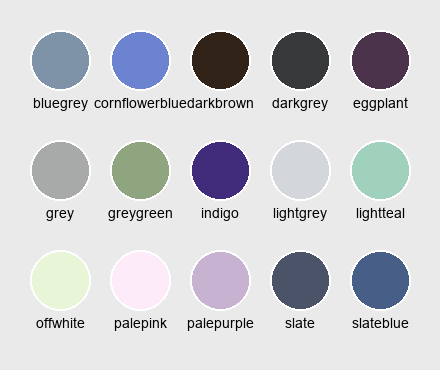 bluegrey cornflowerblue darkbrown darkgrey eggplant
grey greygreen indigo lightgrey lightteal
offwhite palepink palepurple slate slateblue